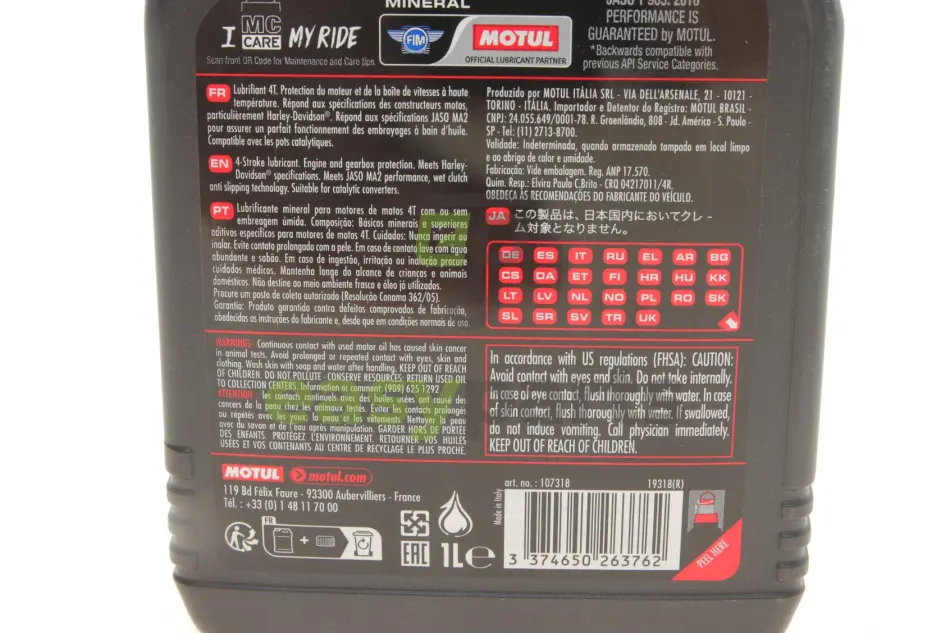 MINERAL
I MC CARE MY RIDE
Scan front QR Code for Maintenance and Care tips.
FIM
MOTUL
OFFICIAL LUBRICANT PARTNER
PERFORMANCE IS
GUARANTEED by MOTUL.
*Backwards compatible with
previous API Service Categories.
FR Lubrifiant 4T. Protection du moteur et de la boîte de vitesses à haute
température. Répond aux spécifications des constructeurs motos,
particulièrement Harley-Davidson®. Répond aux spécifications JASO MA2
pour assurer un parfait fonctionnement des embrayages à bain d'huile.
Compatible avec les pots catalytiques.
EN 4-Stroke lubricant. Engine and gearbox protection. Meets Harley-
Davidson® specifications. Meets JASO MA2 performance, wet clutch
anti slipping technology. Suitable for catalytic converters.
PT Lubrificante mineral para motores de motos 4T com ou sem
embreagem úmida. Composição: Básicos minerais e superiores
aditivos específicos para motores de motos 4T. Cuidados: Nunca ingerir ou
inalar. Evite contato prolongado com a pele. Em caso de contato lave com água
abundante e sabão. Em caso de ingestão, irritação ou inalação procure
cuidados médicos. Mantenha longe do alcance de crianças e animais
domésticos. Não destine ao meio ambiente frasco e óleo já utilizados.
Procure um posto de coleta autorizado (Resolução Conama 362/05).
Garantia: Produto garantido contra defeitos comprovados de fabricação,
obedecidas as instruções do fabricante e, desde que em condições normais de uso.
Produzido por MOTUL ITÁLIA SRL - VIA DELL'ARSENALE, 21 - 10121 -
TORINO - ITÁLIA. Importador e Detentor do Registro: MOTUL BRASIL -
CNPJ: 24.055.649/0001-78. R. Groenlândia, 808 - Jd. América - S. Paulo -
SP - Tel: (11) 2713-8700.
Validade: Indeterminada, quando armazenado tampado em local limpo
e ao abrigo de calor e umidade.
Fabricação: Vide embalagem. Reg. ANP 17.570.
Quim. Resp.: Elvira Paula C.Brito - CRQ 04217011/4R.
OBEDEÇA ÀS RECOMENDAÇÕES DO FABRICANTE DO VEÍCULO.
JA この製品は、日本国内においてクレー
ム対象となりません。
DE ES IT RU EL AR BG
CS DA ET FI HR HU KK
LT LV NL NO PL RO SK
SL SR SV TR UK
WARNINGS: Continuous contact with used motor oil has caused skin cancer
in animal tests. Avoid prolonged or repeated contact with eyes, skin and
clothing. Wash skin with soap and water after handling. KEEP OUT OF REACH
OF CHILDREN. DO NOT POLLUTE - CONSERVE RESOURCES: RETURN USED OIL
TO COLLECTION CENTERS. Information or comment: (909) 625 1292
ATTENTION : les contacts continuels avec des huiles usées ont causé des
cancers de la peau chez les animaux testés. Eviter les contacts prolongés
ou répétés avec les yeux, la peau et les vêtements. Nettoyer la peau
avec du savon et de l'eau après manipulation. GARDER HORS DE PORTÉE
DES ENFANTS. PROTÉGEZ L'ENVIRONNEMENT. RETOURNER VOS HUILES
USÉES ET VOS CONTENANTS AU CENTRE DE RECYCLAGE LE PLUS PROCHE.
In accordance with US regulations (FHSA): CAUTION:
Avoid contact with eyes and skin. Do not take internally.
In case of eye contact, flush thoroughly with water. In case
of skin contact, flush thoroughly with water. If swallowed,
do not induce vomiting. Call physician immediately.
KEEP OUT OF REACH OF CHILDREN.
MOTUL motul.com
119 Bd Félix Faure - 93300 Aubervilliers - France
Tél. : +33 (0) 1 48 11 70 00
FR
EAC 1L e
Made in Italy
art. no. : 107318 19318(R)
3 374650 263762
PEEL HERE